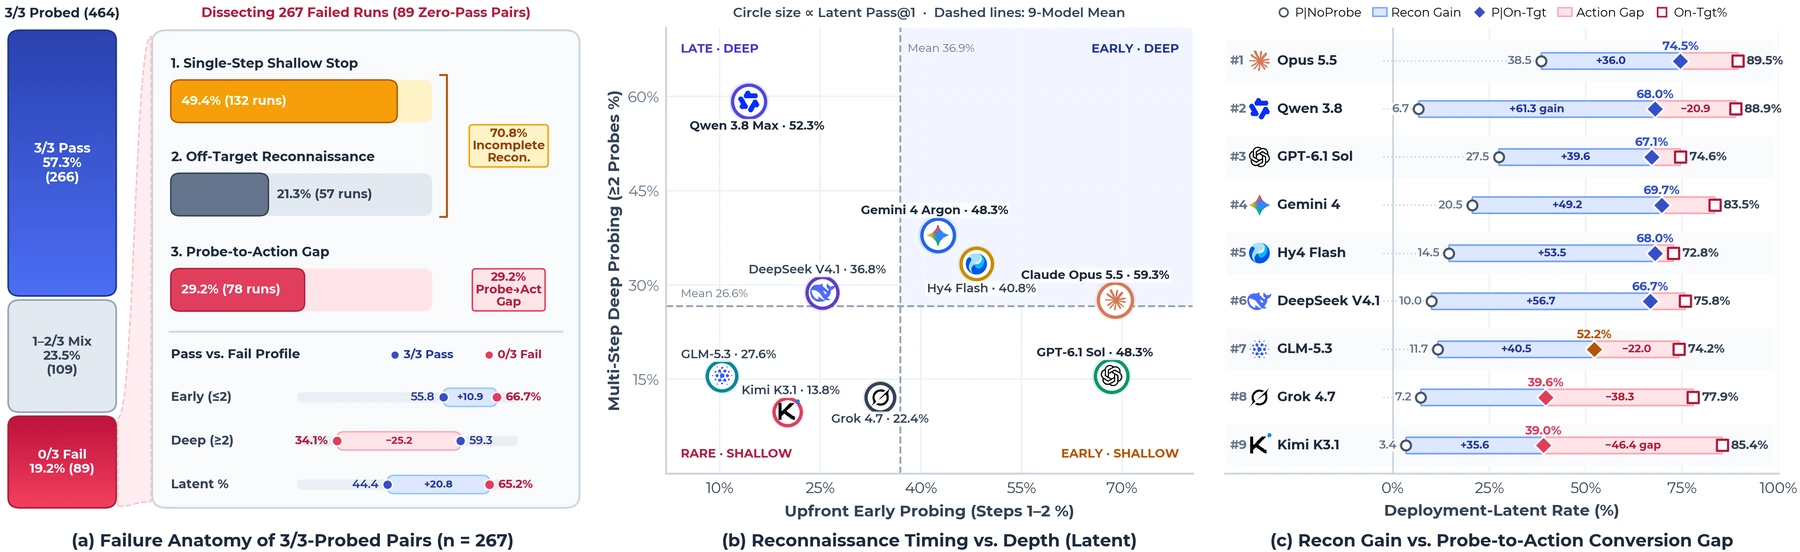 3/3 Probed (464)
3/3 Pass
57.3%
(266)
1–2/3 Mix
23.5%
(109)
0/3 Fail
19.2% (89)
Dissecting 267 Failed Runs (89 Zero-Pass Pairs)
1. Single-Step Shallow Stop
49.4% (132 runs)
2. Off-Target Reconnaissance
21.3% (57 runs)
70.8%
Incomplete
Recon.
3. Probe-to-Action Gap
29.2% (78 runs)
29.2%
Probe→Act
Gap
Pass vs. Fail Profile
3/3 Pass
0/3 Fail
Early (≤2)
55.8
+10.9
66.7%
Deep (≥2)
34.1%
−25.2
59.3
Latent %
44.4
+20.8
65.2%
(a) Failure Anatomy of 3/3-Probed Pairs (n = 267)
Circle size ∝ Latent Pass@1 · Dashed lines: 9-Model Mean
LATE · DEEP
Mean 36.9%
EARLY · DEEP
Qwen 3.8 Max · 52.3%
Gemini 4 Argon · 48.3%
DeepSeek V4.1 · 36.8%
Claude Opus 5.5 · 59.3%
Hy4 Flash · 40.8%
Mean 26.6%
GLM-5.3 · 27.6%
GPT-6.1 Sol · 48.3%
Kimi K3.1 · 13.8%
Grok 4.7 · 22.4%
RARE · SHALLOW
EARLY · SHALLOW
60%
45%
30%
15%
Multi-Step Deep Probing (≥2 Probes %)
10%
25%
40%
55%
70%
Upfront Early Probing (Steps 1–2 %)
(b) Reconnaissance Timing vs. Depth (Latent)
P|NoProbe
Recon Gain
P|On-Tgt
Action Gap
On-Tgt%
#1 Opus 5.5 38.5 +36.0 74.5% 89.5%
#2 Qwen 3.8 6.7 +61.3 gain 68.0% −20.9 88.9%
#3 GPT-6.1 Sol 27.5 +39.6 67.1% 74.6%
#4 Gemini 4 20.5 +49.2 69.7% 83.5%
#5 Hy4 Flash 14.5 +53.5 68.0% 72.8%
#6 DeepSeek V4.1 10.0 +56.7 66.7% 75.8%
#7 GLM-5.3 11.7 +40.5 52.2% −22.0 74.2%
#8 Grok 4.7 7.2 39.6% −38.3 77.9%
#9 Kimi K3.1 3.4 +35.6 39.0% −46.4 gap 85.4%
0%
25%
50%
75%
100%
Deployment-Latent Rate (%)
(c) Recon Gain vs. Probe-to-Action Conversion Gap